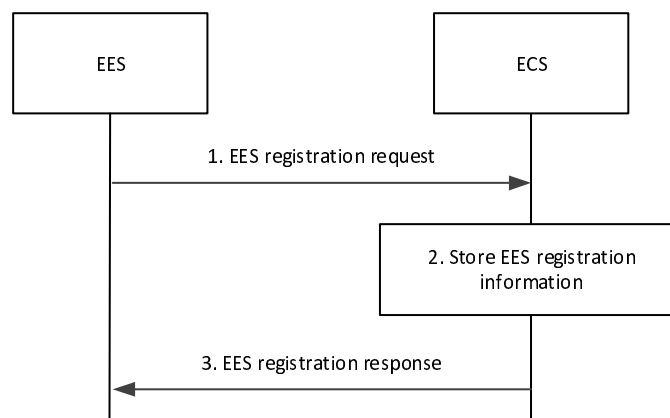 EES
ECS
1. EES registration request
2. Store EES registration
information
3. EES registration response